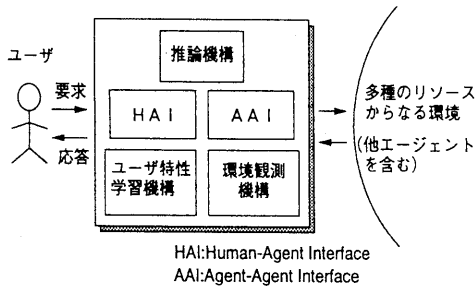 推論機構
ユーザ
要求
応答
HAI
AAI
ユーザ特性
学習機構
環境観測
機構
多種のリソース
からなる環境
(他エージェント
を含む)
HAI:Human-Agent Interface
AAI:Agent-Agent Interface